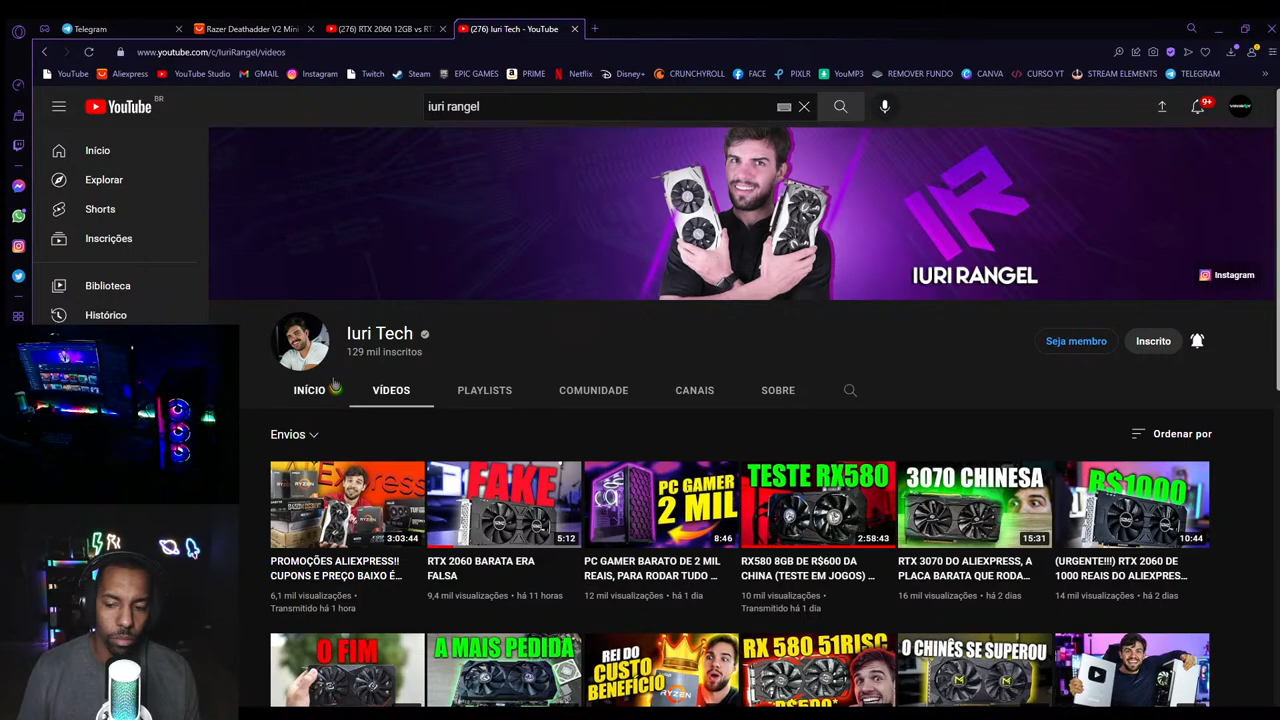 Telegram
Razer Deathadder V2 Mini
(276) RTX 2060 12GB vs RT
(276) Iuri Tech - YouTube
www.youtube.com/c/IuriRangel/videos
YouTube
Aliexpress
YouTube Studio
GMAIL
Instagram
Twitch
Steam
EPIC GAMES
PRIME
Netflix
Disney+
CRUNCHYROLL
FACE
PIXLR
YouMP3
REMOVER FUNDO
CANVA
CURSO YT
STREAM ELEMENTS
TELEGRAM
YouTube BR
iuri rangel
9+
Início
Explorar
Shorts
Inscrições
Biblioteca
Histórico
IR
IURI RANGEL
Instagram
Iuri Tech
129 mil inscritos
Seja membro
Inscrito
INÍCIO
VÍDEOS
PLAYLISTS
COMUNIDADE
CANAIS
SOBRE
Envios
Ordenar por
AliExpress
3:03:44
FAKE
5:12
PC GAMER
2 MIL
8:46
TESTE RX580
2:58:43
3070 CHINESA
15:31
R$1000
10:44
PROMOÇÕES ALIEXPRESS!!
CUPONS E PREÇO BAIXO É...
6,1 mil visualizações •
Transmitido há 1 hora
RTX 2060 BARATA ERA
FALSA
9,4 mil visualizações • há 11 horas
PC GAMER BARATO DE 2 MIL
REAIS, PARA RODAR TUDO ...
12 mil visualizações • há 1 dia
RX580 8GB DE R$600 DA
CHINA (TESTE EM JOGOS) ...
10 mil visualizações •
Transmitido há 1 dia
RTX 3070 DO ALIEXPRESS, A
PLACA BARATA QUE RODA...
16 mil visualizações • há 2 dias
(URGENTE!!!) RTX 2060 DE
1000 REAIS DO ALIEXPRES...
14 mil visualizações • há 2 dias
O FIM
A MAIS PEDIDA
REI DO
CUSTO
BENEFÍCIO
RYZEN
RX 580 51RISC
R$500*
O CHINÊS SE SUPEROU